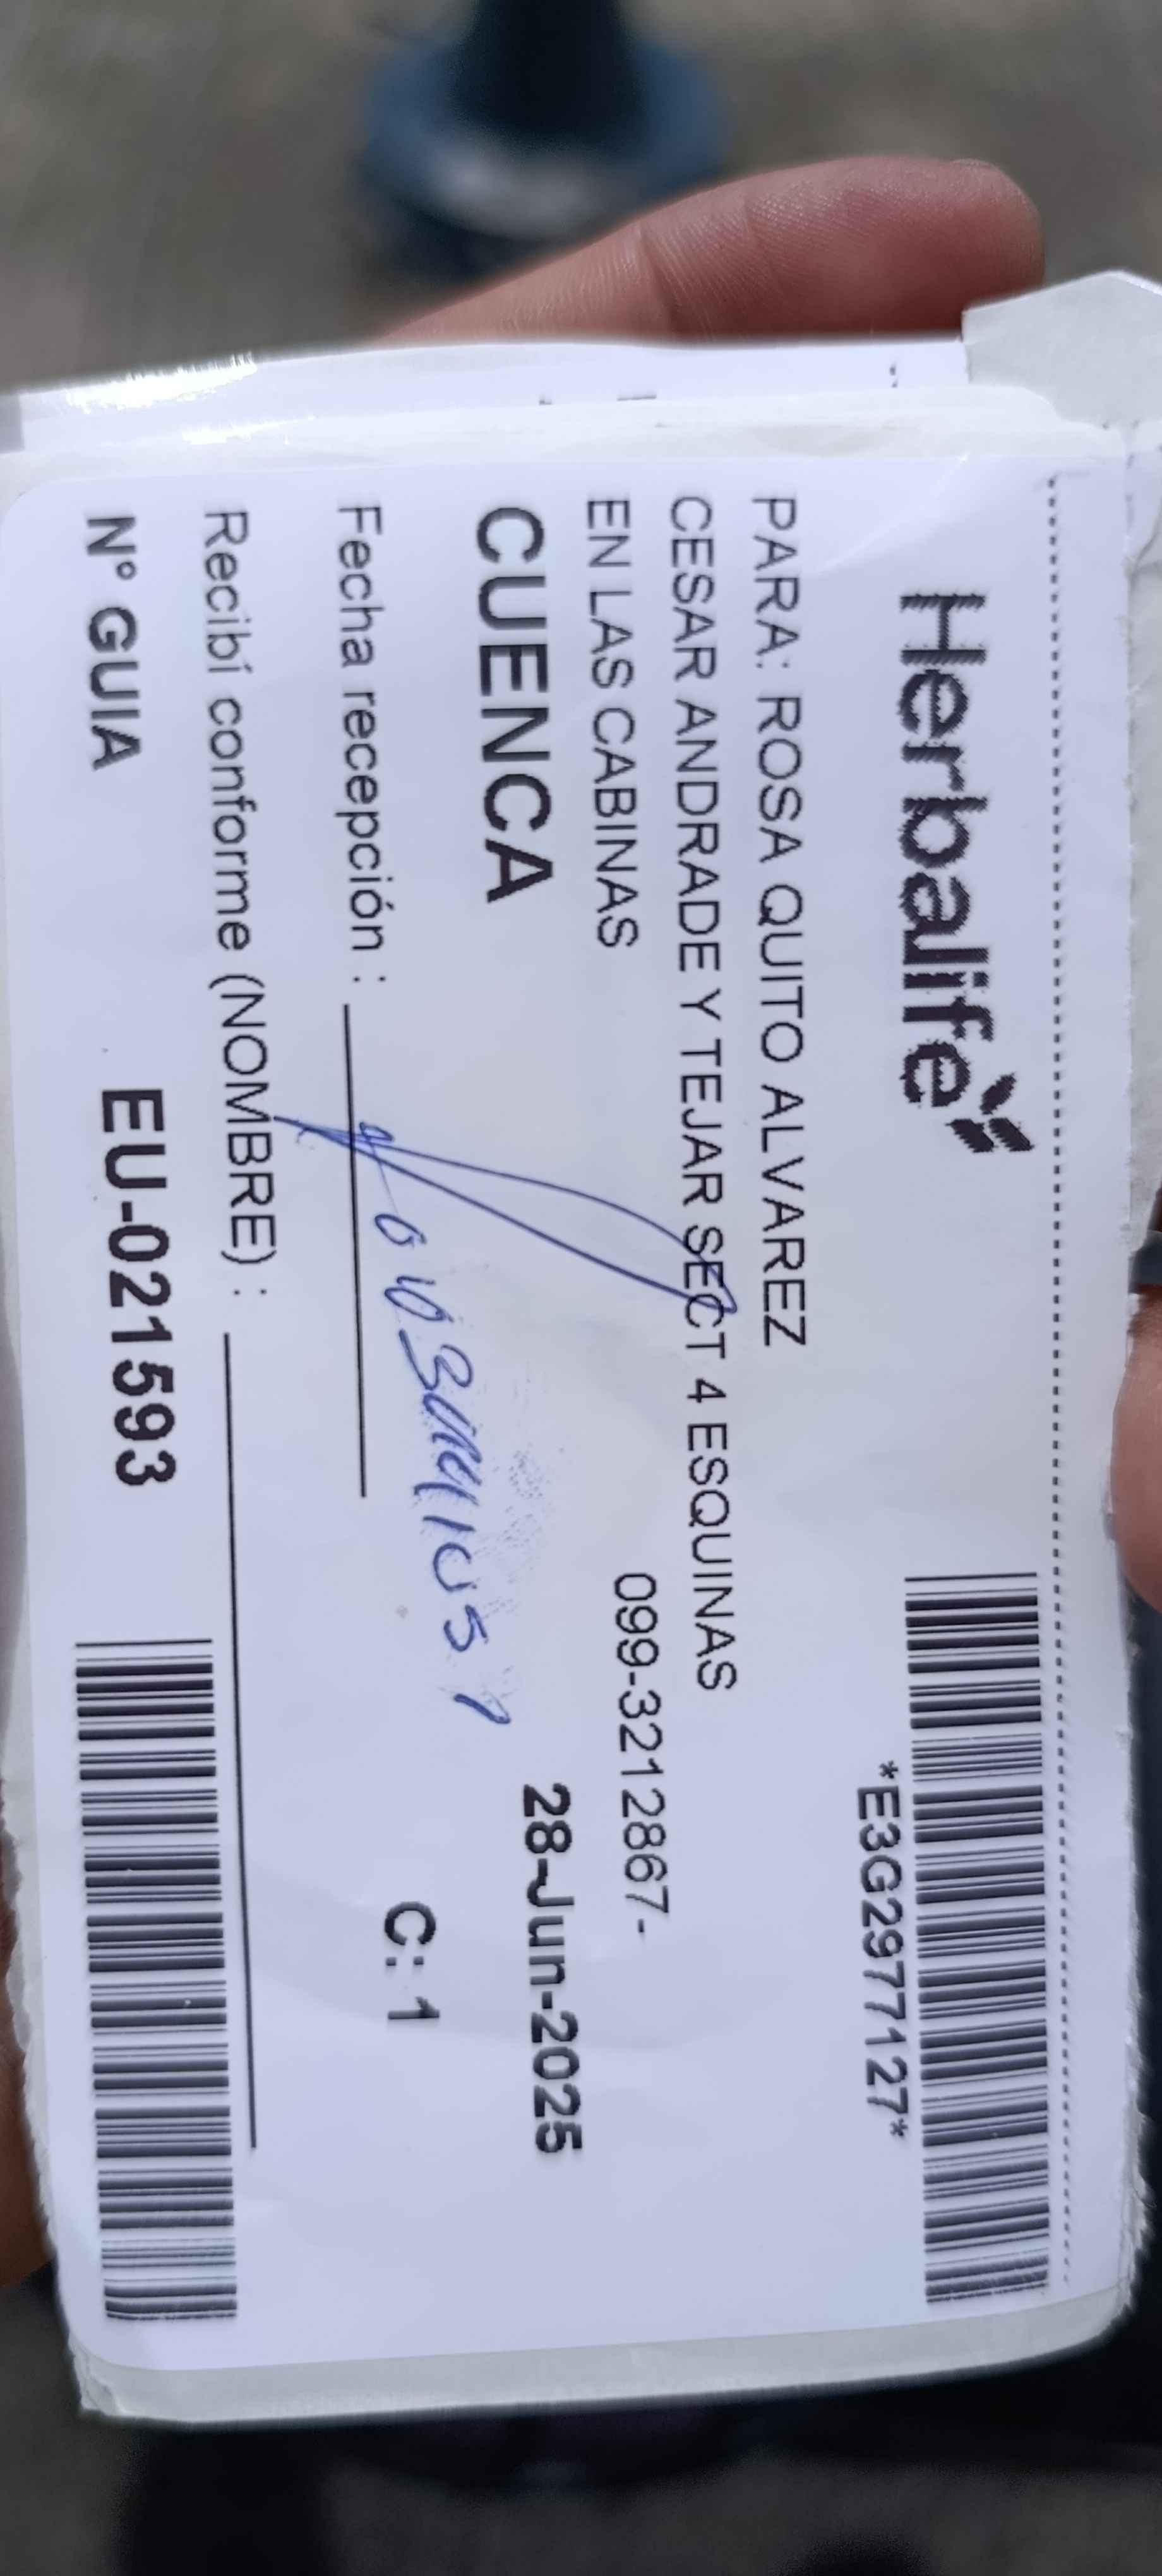 Herbalife
*E3G2977127*
PARA: ROSA QUITO ALVAREZ
CESAR ANDRADE Y TEJAR SECT 4 ESQUINAS
EN LAS CABINAS
099-3212867-
CUENCA
28-Jun-2025
Fecha recepción :
C: 1
Recibí conforme (NOMBRE) :
Nº GUIA
EU-021593